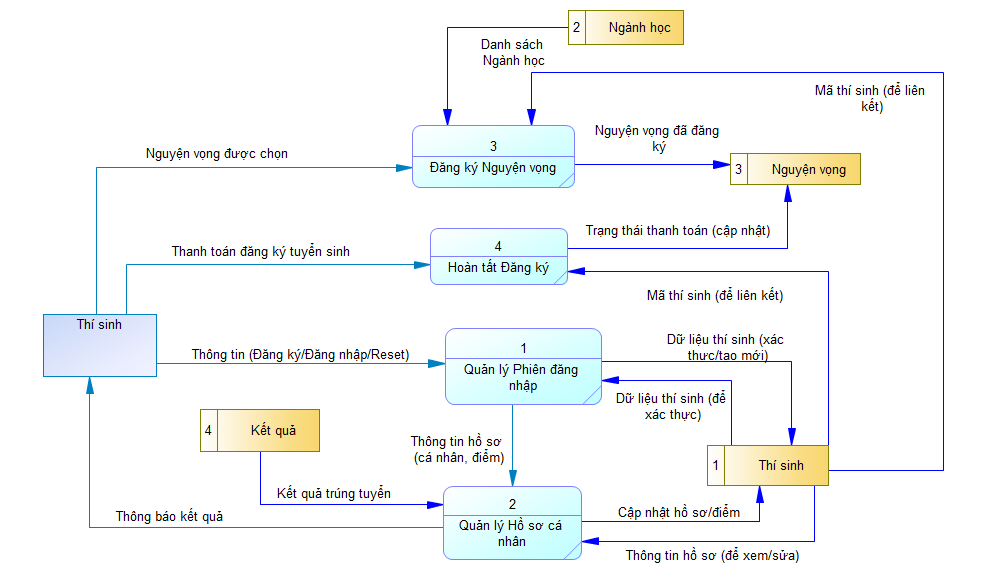 2 Ngành học
Danh sách
Ngành học
Mã thí sinh (để liên
kết)
3
Đăng ký Nguyện vọng
Nguyện vọng đã đăng
ký
Nguyện vọng được chọn
3 Nguyện vọng
Trạng thái thanh toán (cập nhật)
4
Hoàn tất Đăng ký
Thanh toán đăng ký tuyển sinh
Mã thí sinh (để liên kết)
Thí sinh
Thông tin (Đăng ký/Đăng nhập/Reset)
1
Quản lý Phiên đăng
nhập
Dữ liệu thí sinh (xác
thực/tạo mới)
Dữ liệu thí sinh (để
xác thực)
4 Kết quả
Thông tin hồ sơ
(cá nhân, điểm)
1 Thí sinh
Kết quả trúng tuyển
2
Quản lý Hồ sơ cá
nhân
Thông báo kết quả
Cập nhật hồ sơ/điểm
Thông tin hồ sơ (để xem/sửa)